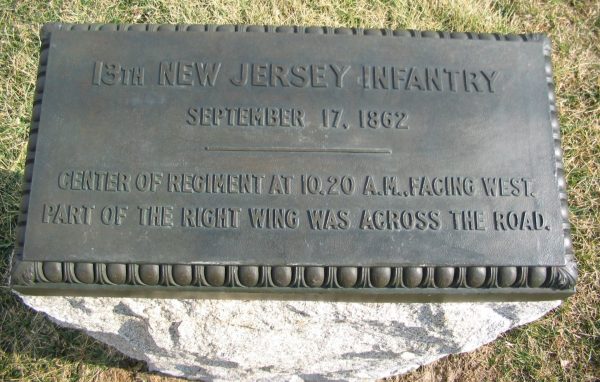 13TH NEW JERSEY INFANTRY
SEPTEMBER 17, 1862
CENTER OF REGIMENT AT 10.20 A.M., FACING WEST.
PART OF THE RIGHT WING WAS ACROSS THE ROAD.